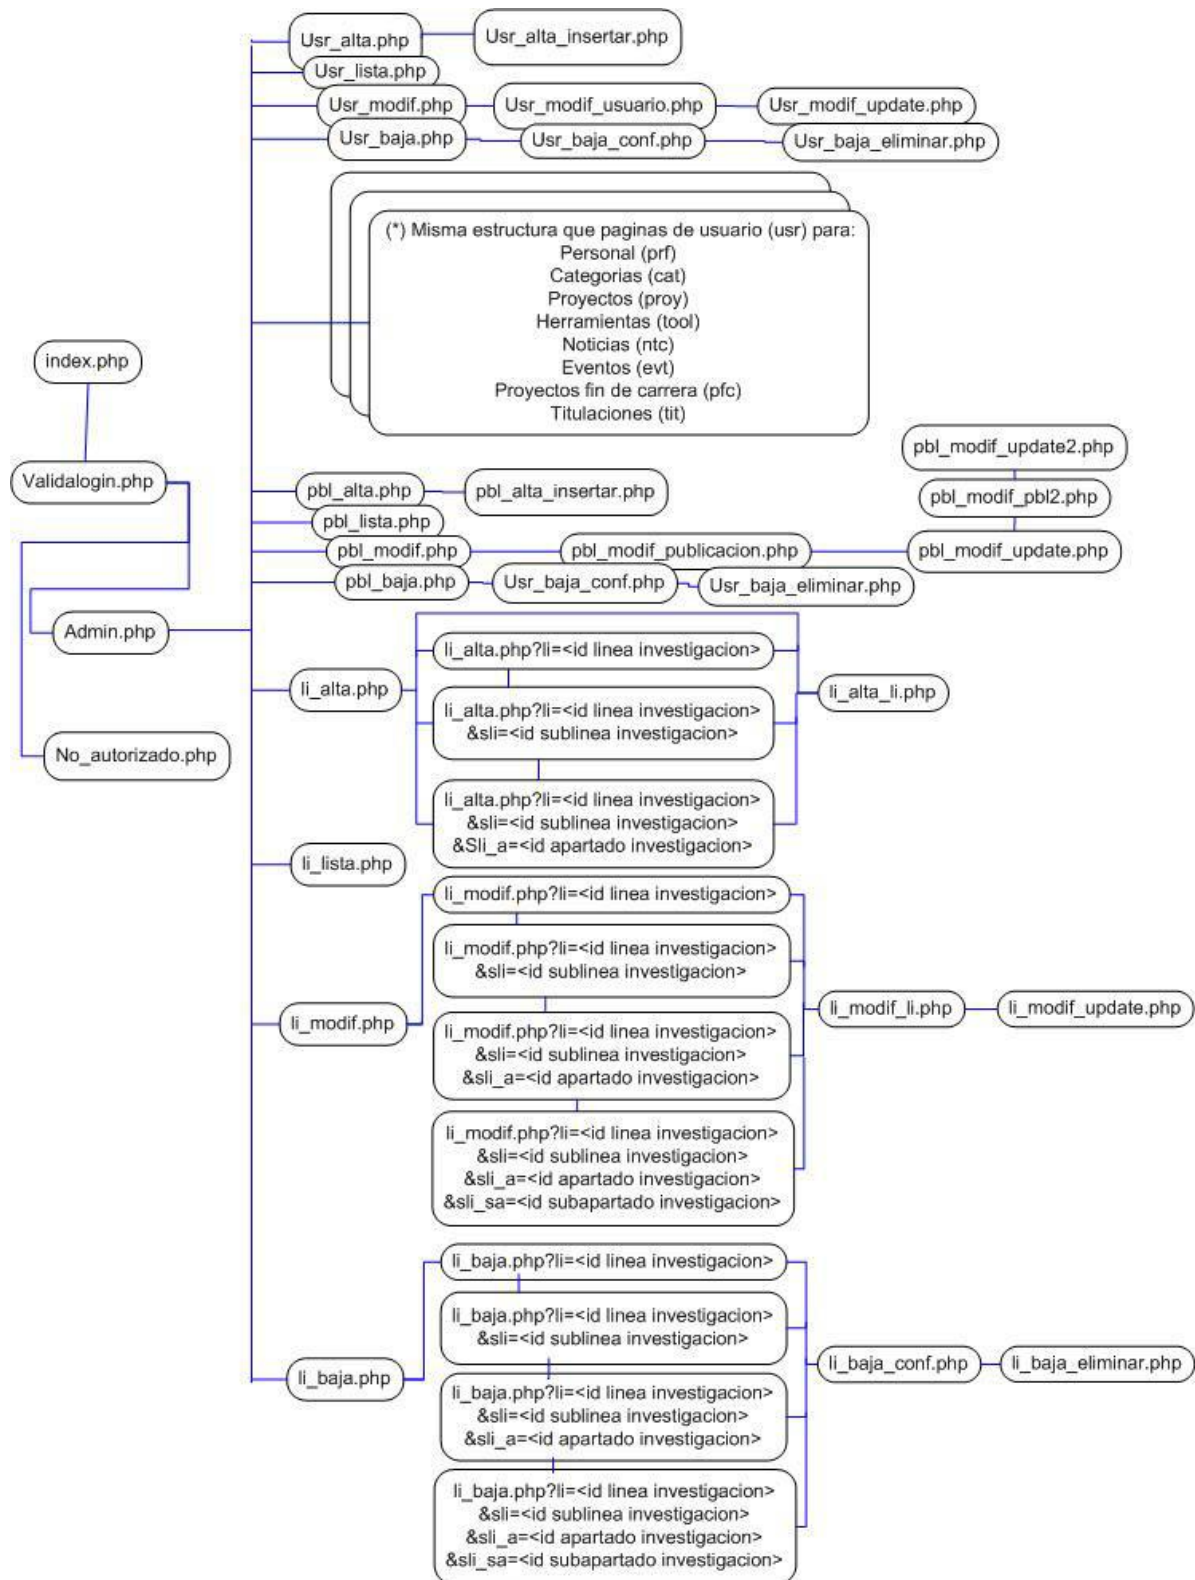 Usr_alta.php
Usr_alta_insertar.php
Usr_lista.php
Usr_modif.php
Usr_modif_usuario.php
Usr_modif_update.php
Usr_baja.php
Usr_baja_conf.php
Usr_baja_eliminar.php
(*) Misma estructura que paginas de usuario (usr) para:
Personal (prf)
Categorias (cat)
Proyectos (proy)
Herramientas (tool)
Noticias (ntc)
Eventos (evt)
Proyectos fin de carrera (pfc)
Titulaciones (tit)
index.php
Validalogin.php
Admin.php
No_autorizado.php
pbl_alta.php
pbl_alta_insertar.php
pbl_lista.php
pbl_modif.php
pbl_modif_publicacion.php
pbl_modif_update.php
pbl_modif_pbl2.php
pbl_modif_update2.php
pbl_baja.php
Usr_baja_conf.php
Usr_baja_eliminar.php
li_alta.php
li_alta.php?li=<id linea investigacion>
li_alta.php?li=<id linea investigacion>
&sli=<id sublinea investigacion>
li_alta.php?li=<id linea investigacion>
&sli=<id sublinea investigacion>
&Sli_a=<id apartado investigacion>
li_alta_li.php
li_lista.php
li_modif.php
li_modif.php?li=<id linea investigacion>
li_modif.php?li=<id linea investigacion>
&sli=<id sublinea investigacion>
li_modif.php?li=<id linea investigacion>
&sli=<id sublinea investigacion>
&sli_a=<id apartado investigacion>
li_modif.php?li=<id linea investigacion>
&sli=<id sublinea investigacion>
&sli_a=<id apartado investigacion>
&sli_sa=<id subapartado investigacion>
li_modif_li.php
li_modif_update.php
li_baja.php
li_baja.php?li=<id linea investigacion>
li_baja.php?li=<id linea investigacion>
&sli=<id sublinea investigacion>
li_baja.php?li=<id linea investigacion>
&sli=<id sublinea investigacion>
&sli_a=<id apartado investigacion>
li_baja.php?li=<id linea investigacion>
&sli=<id sublinea investigacion>
&sli_a=<id apartado investigacion>
&sli_sa=<id subapartado investigacion>
li_baja_conf.php
li_baja_eliminar.php